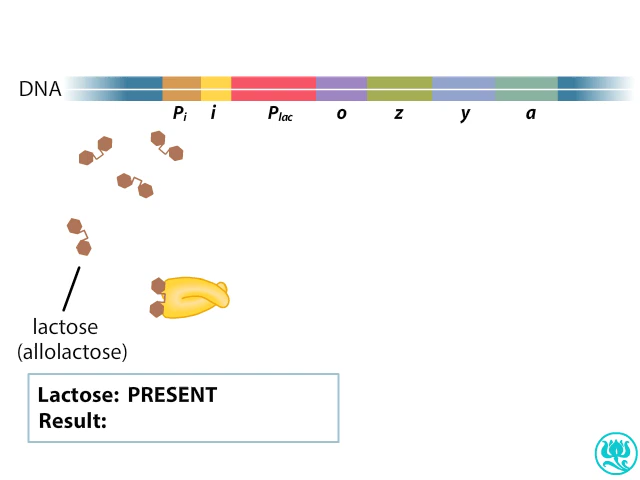 DNA
Pi i Plac o z y a
lactose
(allolactose)
Lactose: PRESENT
Result: